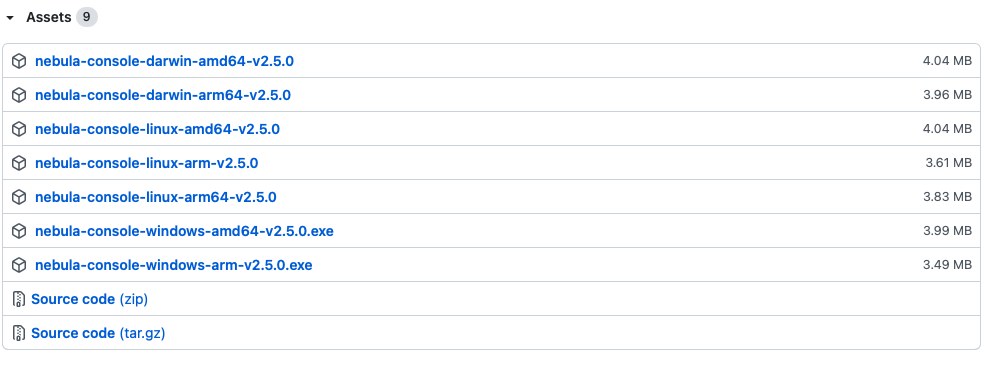 Assets 9
nebula-console-darwin-amd64-v2.5.0 4.04 MB
nebula-console-darwin-arm64-v2.5.0 3.96 MB
nebula-console-linux-amd64-v2.5.0 4.04 MB
nebula-console-linux-arm-v2.5.0 3.61 MB
nebula-console-linux-arm64-v2.5.0 3.83 MB
nebula-console-windows-amd64-v2.5.0.exe 3.99 MB
nebula-console-windows-arm-v2.5.0.exe 3.49 MB
Source code (zip)
Source code (tar.gz)